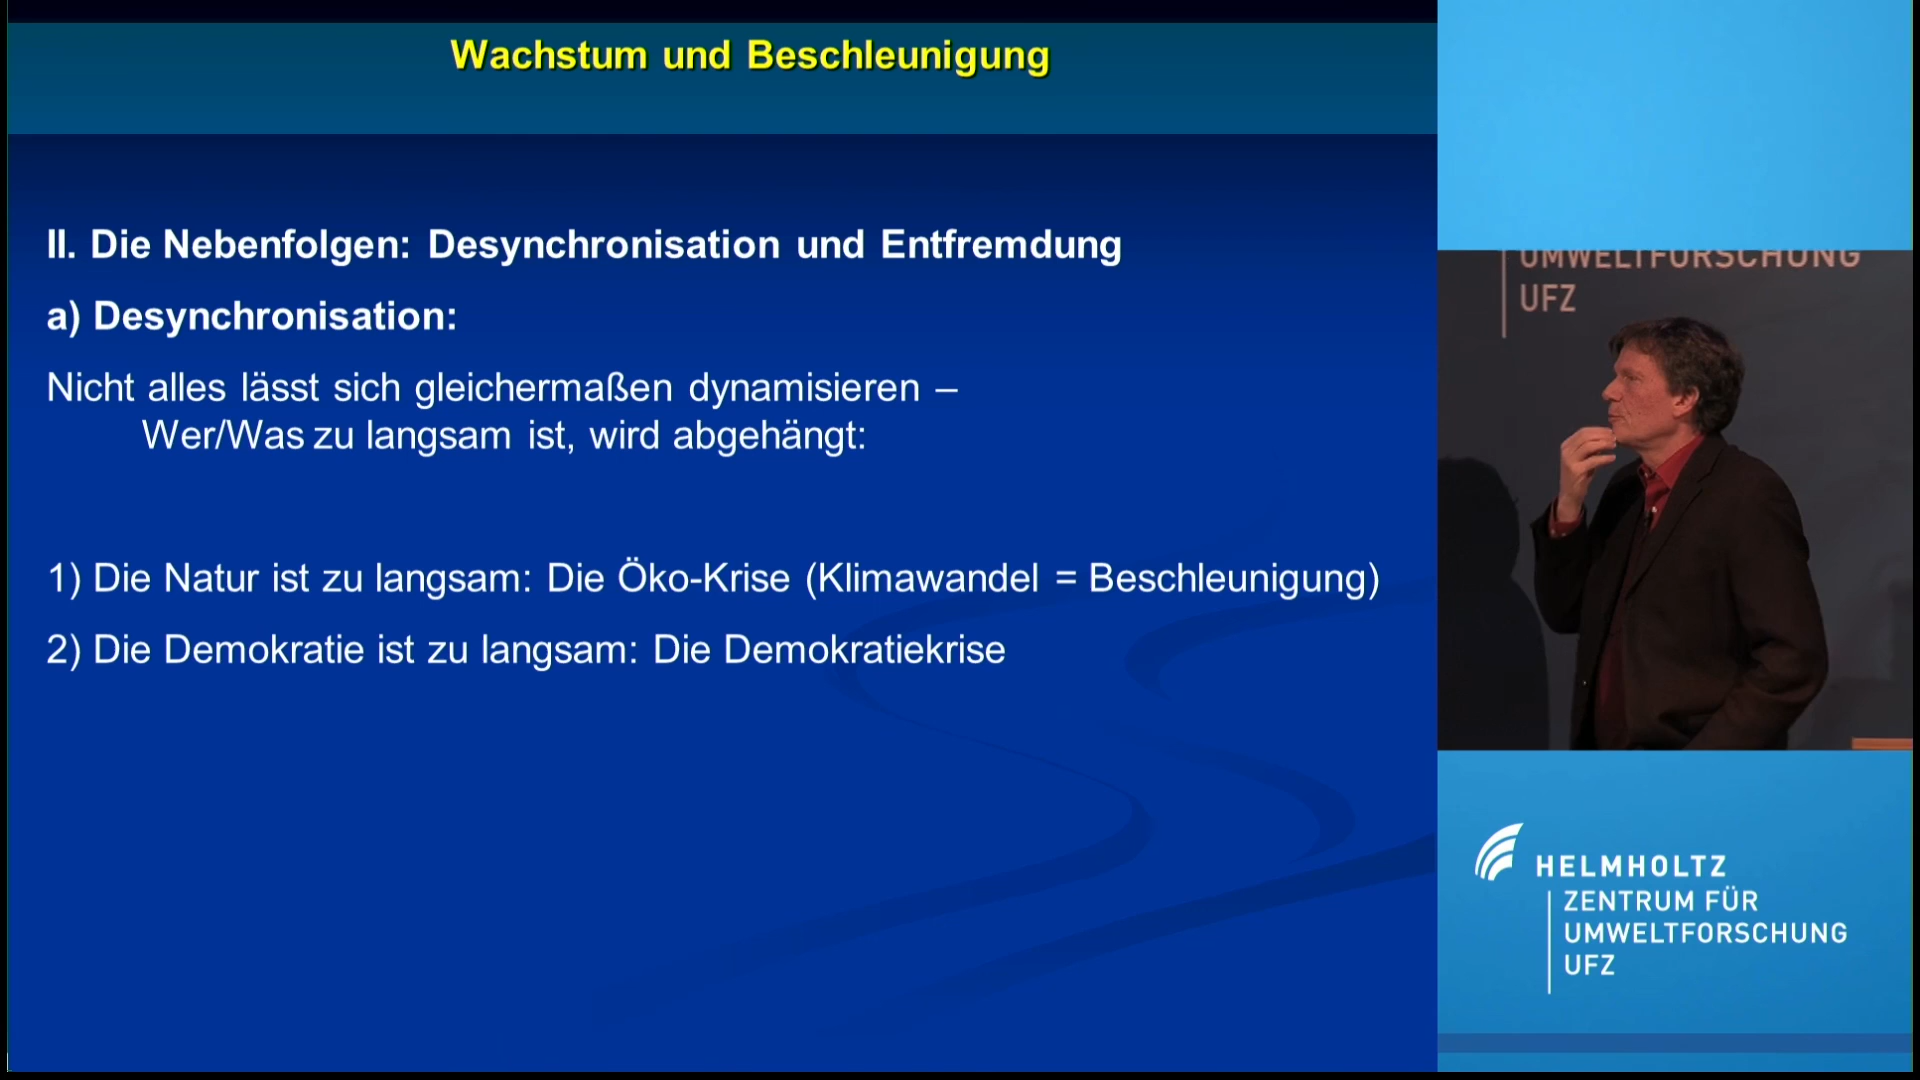 Wachstum und Beschleunigung
II. Die Nebenfolgen: Desynchronisation und Entfremdung
a) Desynchronisation:
Nicht alles lässt sich gleichermaßen dynamisieren –
Wer/Was zu langsam ist, wird abgehängt:
1) Die Natur ist zu langsam: Die Öko-Krise (Klimawandel = Beschleunigung)
2) Die Demokratie ist zu langsam: Die Demokratiekrise
UMWELTFORSCHUNG
UFZ
HELMHOLTZ
ZENTRUM FÜR
UMWELTFORSCHUNG
UFZ